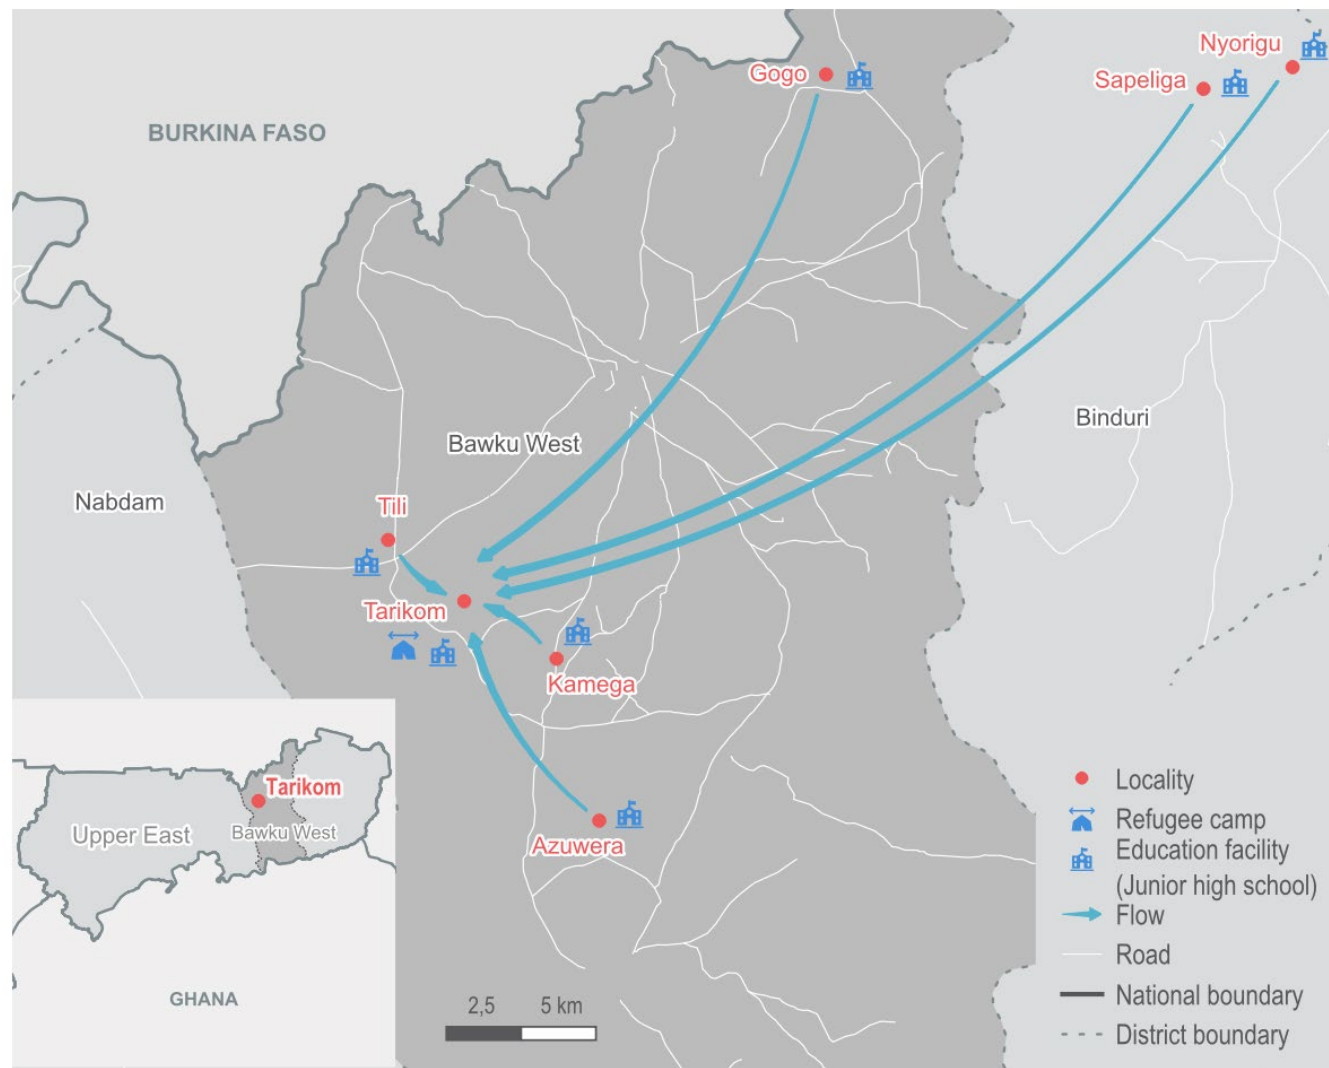 Nyorigu
Gogo
Sapeliga
BURKINA FASO
Binduri
Bawku West
Nabdam
Tili
Tarikom
Kamega
Azuwera
Tarikom
Upper East
Bawku West
GHANA
2,5
5 km
Locality
Refugee camp
Education facility
(Junior high school)
Flow
Road
National boundary
District boundary